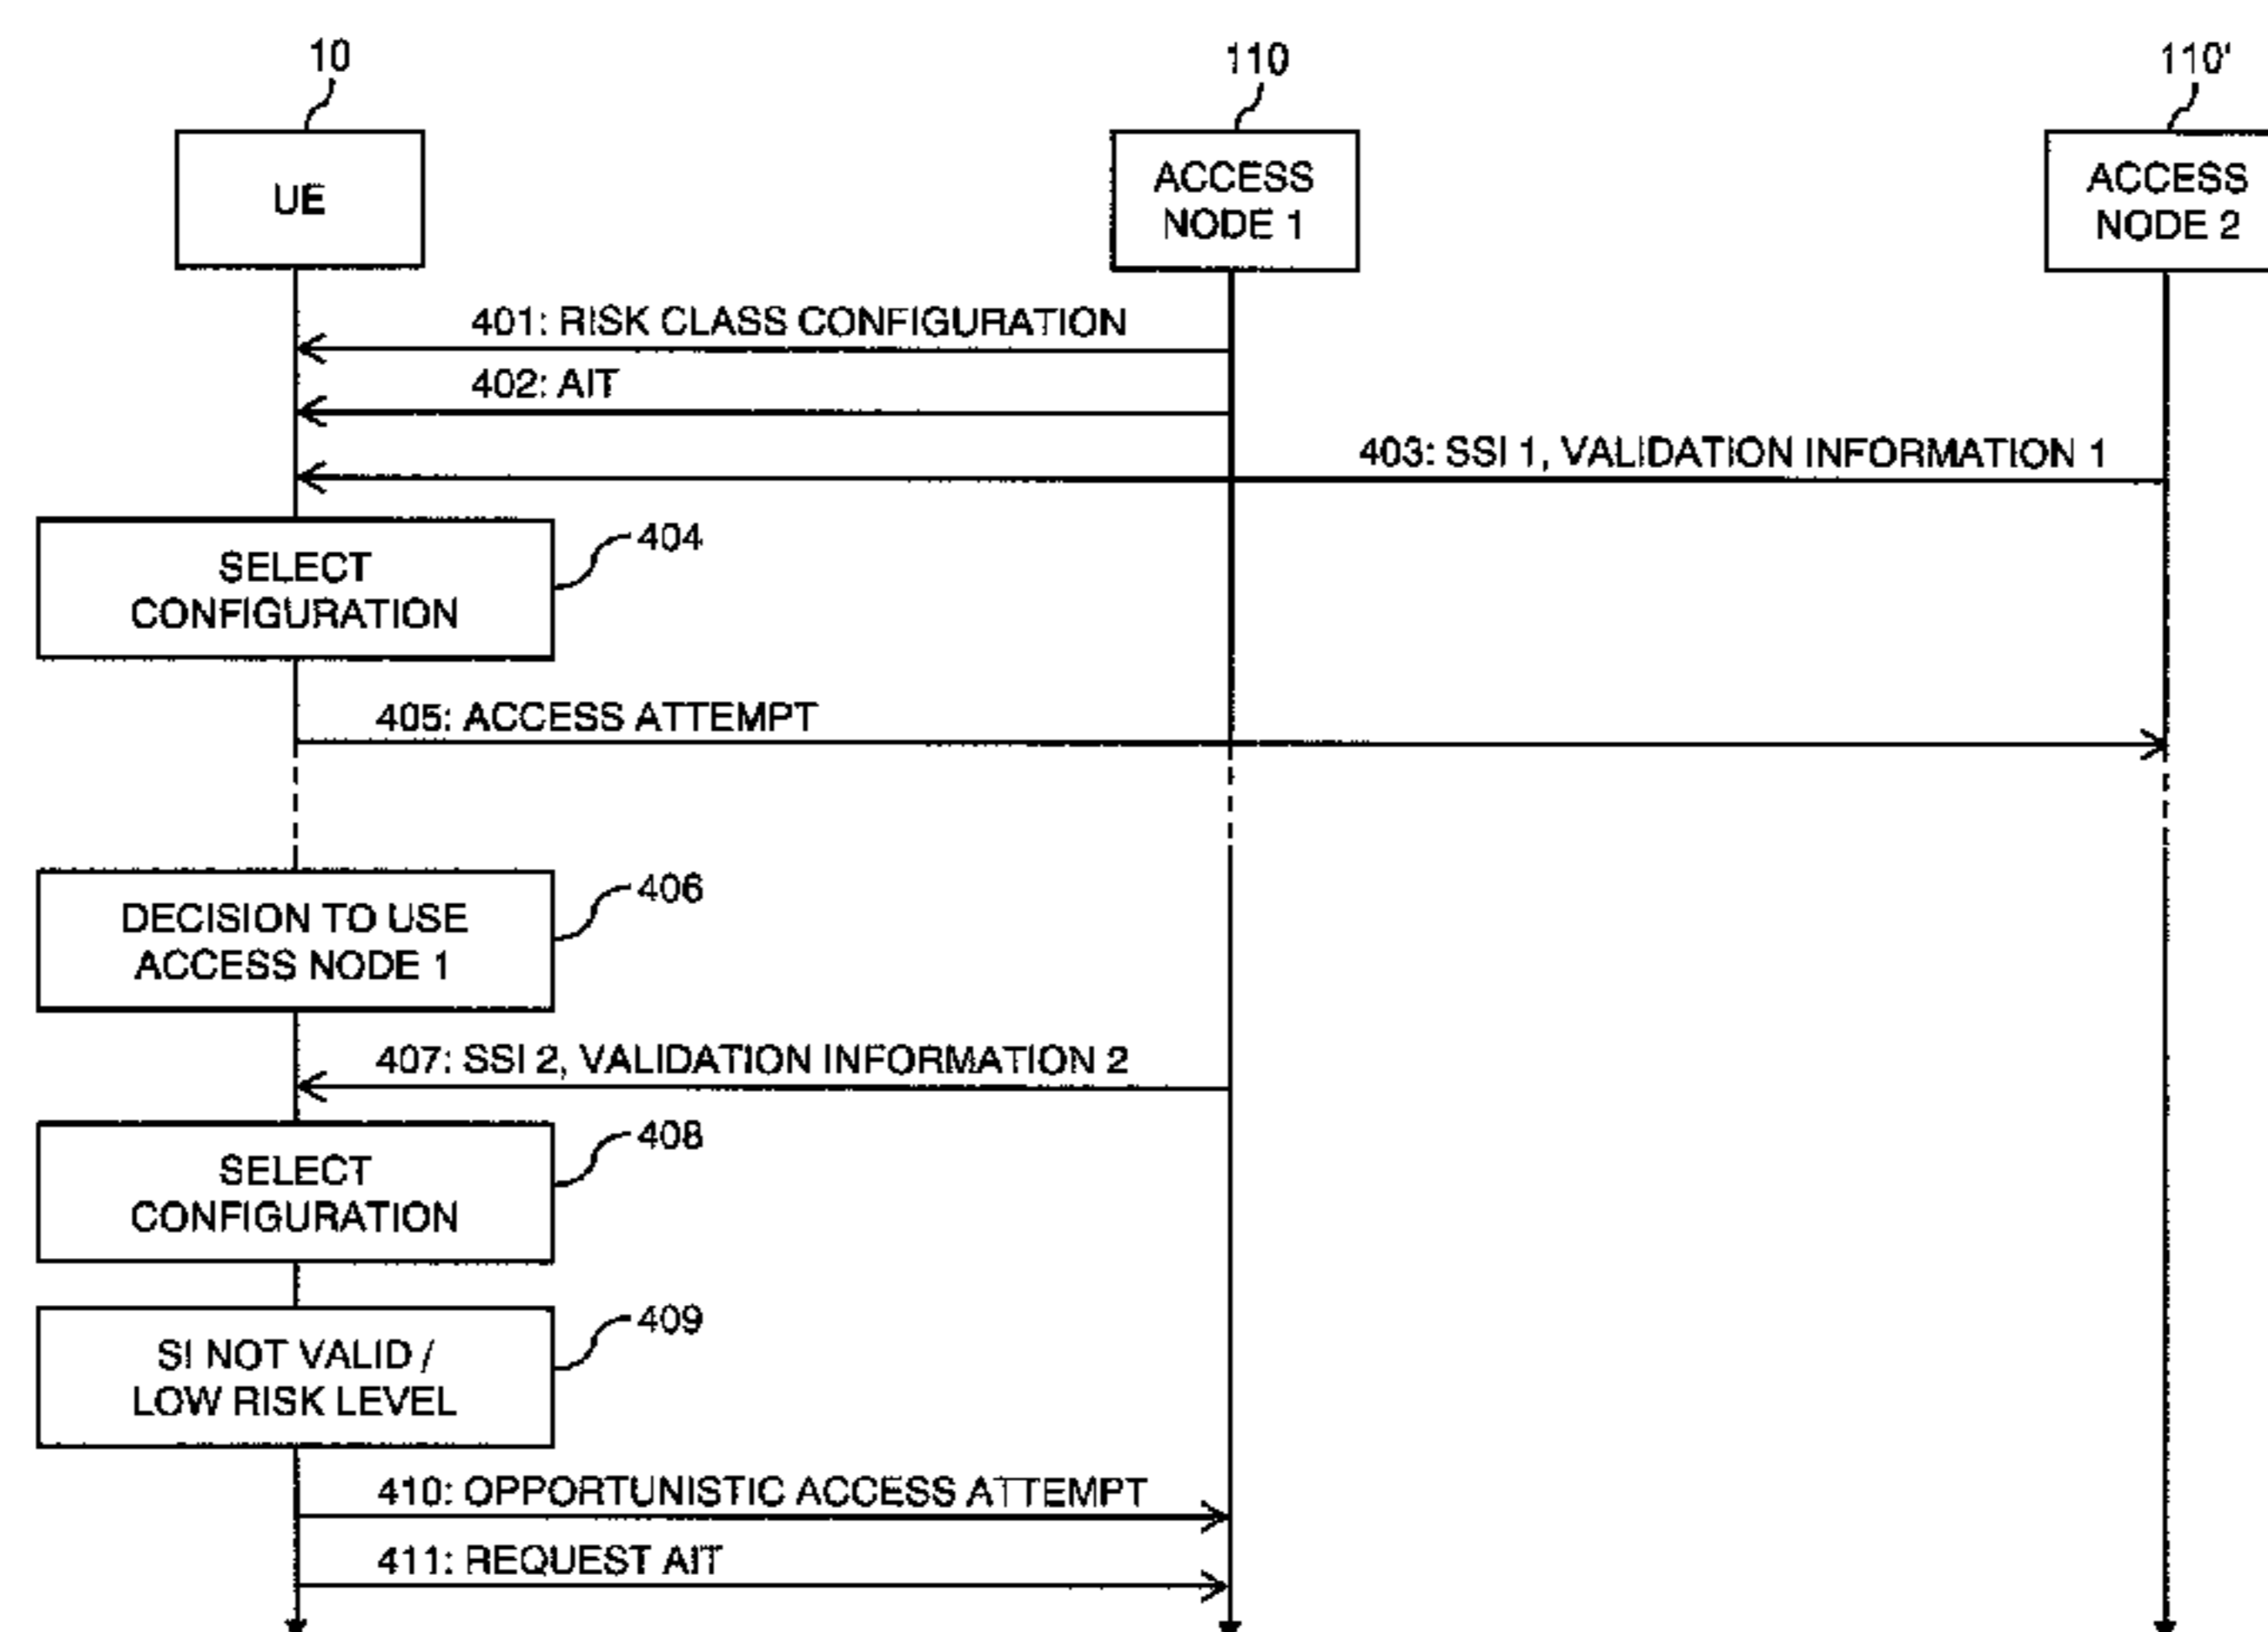 10
110
110'
UE
ACCESS
NODE 1
ACCESS
NODE 2
401: RISK CLASS CONFIGURATION
402: AIT
403: SSI 1, VALIDATION INFORMATION 1
404
SELECT
CONFIGURATION
405: ACCESS ATTEMPT
406
DECISION TO USE
ACCESS NODE 1
407: SSI 2, VALIDATION INFORMATION 2
408
SELECT
CONFIGURATION
409
SI NOT VALID /
LOW RISK LEVEL
410: OPPORTUNISTIC ACCESS ATTEMPT
411: REQUEST AIT